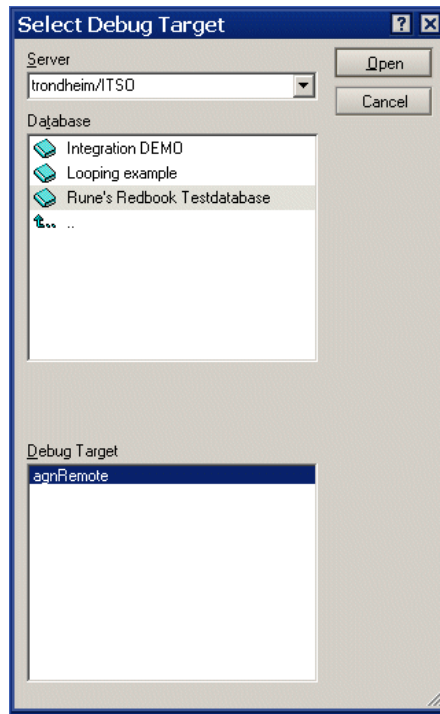 Select Debug Target
Server
Open
trondheim/ITSO
Cancel
Database
Integration DEMO
Looping example
Rune's Redbook Testdatabase
..
Debug Target
agnRemote